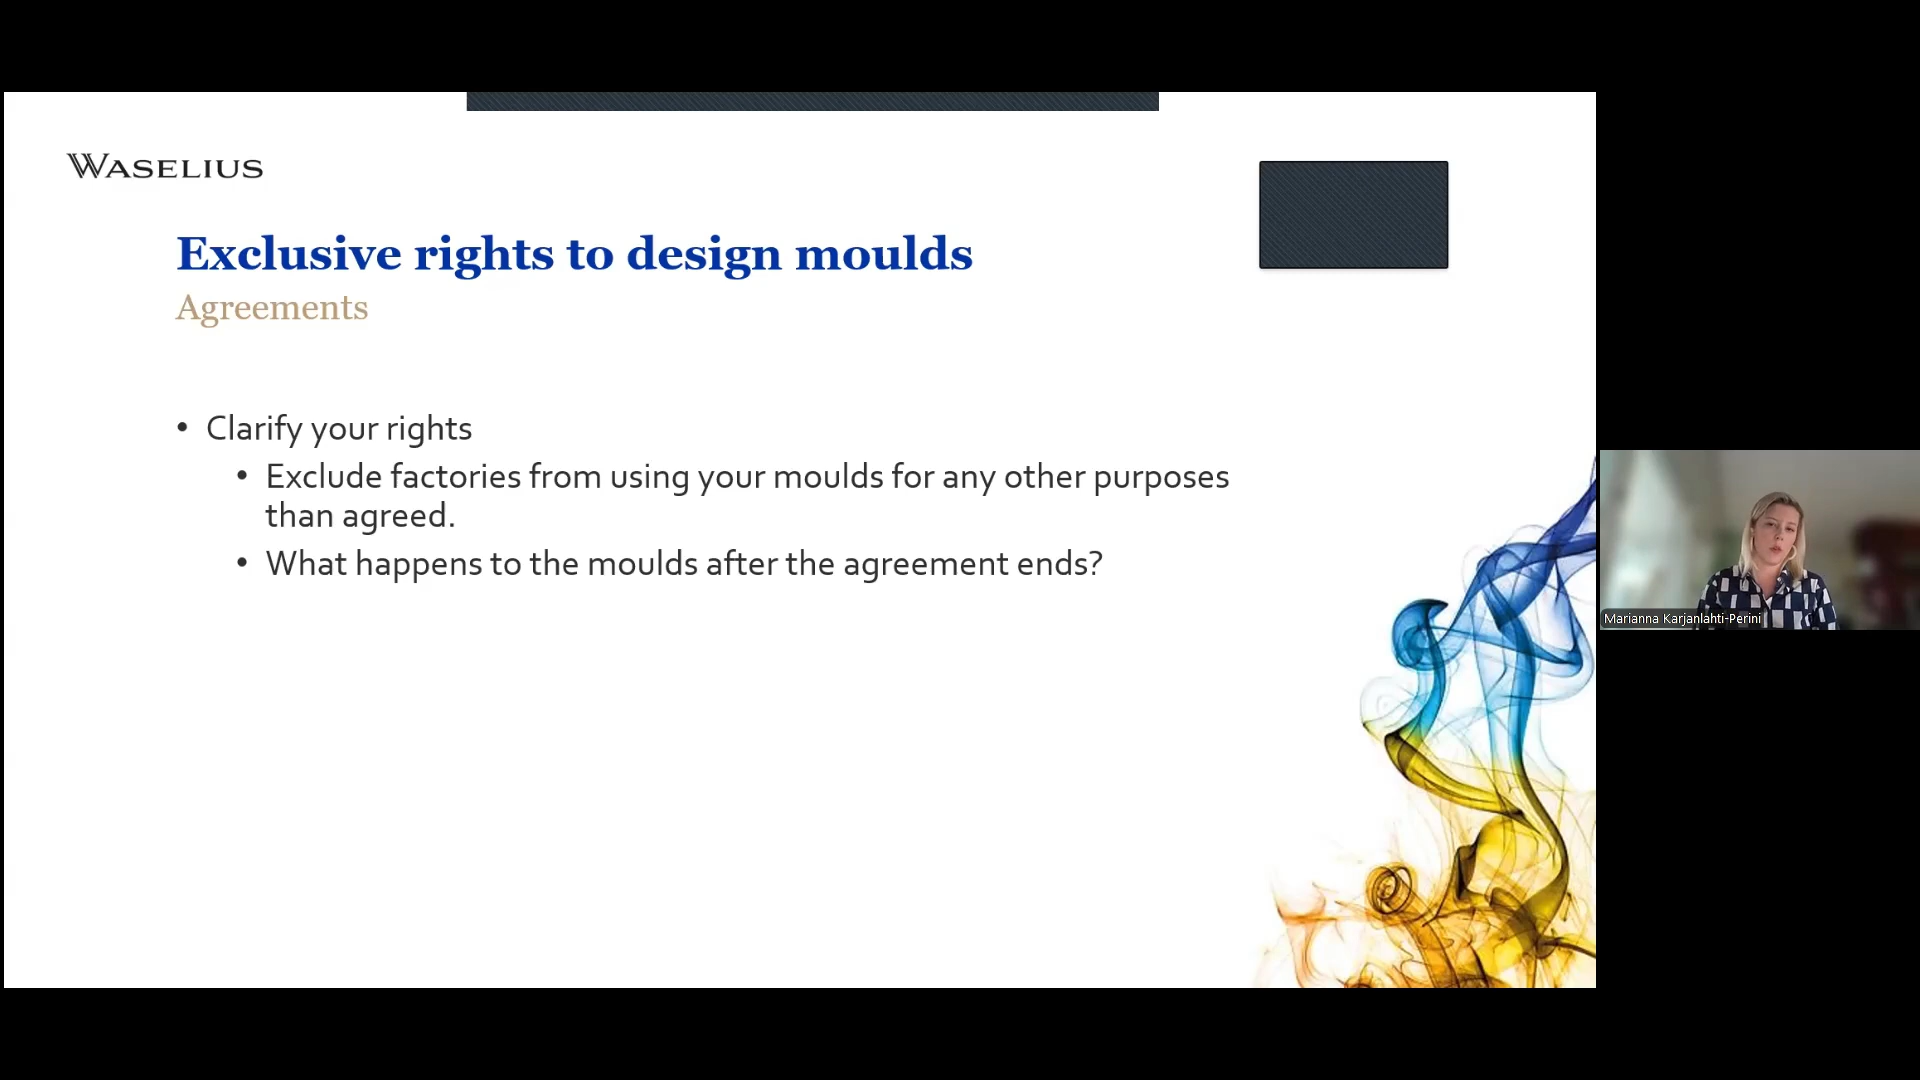 WASELIUS
Exclusive rights to design moulds
Agreements
• Clarify your rights
• Exclude factories from using your moulds for any other purposes
than agreed.
• What happens to the moulds after the agreement ends?
Marianna Karjanlahti-Perini